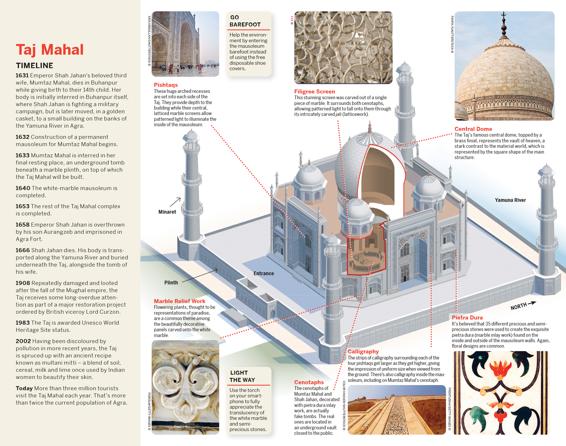 Taj Mahal
TIMELINE
1631 Emperor Shah Jahan's beloved third
wife, Mumtaz Mahal, dies in Buhanpur
while giving birth to their 14th child. Her
body is initially interred in Buhanpur itself,
where Shah Jahan is fighting a military
campaign, but is later moved, in a golden
casket, to a small building on the banks of
the Yamuna River in Agra.
1632 Construction of a permanent
mausoleum for Mumtaz Mahal begins.
1633 Mumtaz Mahal is interred in her
final resting place, an underground tomb
beneath a marble plinth, on top of which
the Taj Mahal will be built.
1640 The white-marble mausoleum is
completed.
1653 The rest of the Taj Mahal complex
is completed.
1658 Emperor Shah Jahan is overthrown
by his son Aurangzeb and imprisoned in
Agra Fort.
1666 Shah Jahan dies. His body is trans-
ported along the Yamuna River and buried
underneath the Taj, alongside the tomb of
his wife.
1908 Repeatedly damaged and looted
after the fall of the Mughal empire, the
Taj receives some long-overdue atten-
tion as part of a major restoration project
ordered by British viceroy Lord Curzon.
1983 The Taj is awarded Unesco World
Heritage Site status.
2002 Having been discoloured by
pollution in more recent years, the Taj
is spruced up with an ancient recipe
known as multani mitti – a blend of soil,
cereal, milk and lime once used by Indian
women to beautify their skin.
Today More than three million tourists
visit the Taj Mahal each year. That's more
than twice the current population of Agra.
GO
BAREFOOT
Help the environ-
ment by entering
the mausoleum
barefoot instead
of using the free
disposable shoe
covers.
Pishtaqs
These huge arched recesses
are set into each side of the
Taj. They provide depth to the
building while their central,
latticed marble screens allow
patterned light to illuminate the
inside of the mausoleum.
Filigree Screen
This stunning screen was carved out of a single
piece of marble. It surrounds both cenotaphs,
allowing patterned light to fall onto them through
its intricately carved jali (latticework).
Central Dome
The Taj's famous central dome, topped by a
brass finial, represents the vault of heaven, a
stark contrast to the material world, which is
represented by the square shape of the main
structure.
Yamuna River
Minaret
Plinth
Entrance
NORTH
Marble Relief Work
Flowering plants, thought to be
representations of paradise,
are a common theme among
the beautifully decorative
panels carved onto the white
marble.
LIGHT
THE WAY
Use the torch
on your smart-
phone to fully
appreciate the
translucency of
the white marble
and semi-
precious stones.
Cenotaphs
The cenotaphs of
Mumtaz Mahal and
Shah Jahan, decorated
with pietra dura inlay
work, are actually
fake tombs. The real
ones are located in
an underground vault
closed to the public.
Calligraphy
The strips of calligraphy surrounding each of the
four pishtaqs get larger as they get higher, giving
the impression of uniform size when viewed from
the ground. There's also calligraphy inside the mau-
soleum, including on Mumtaz Mahal's cenotaph.
Pietra Dura
It's believed that 35 different precious and semi-
precious stones were used to create the exquisite
pietra dura (marble inlay work) found on the
inside and outside of the mausoleum walls. Again,
floral designs are common.